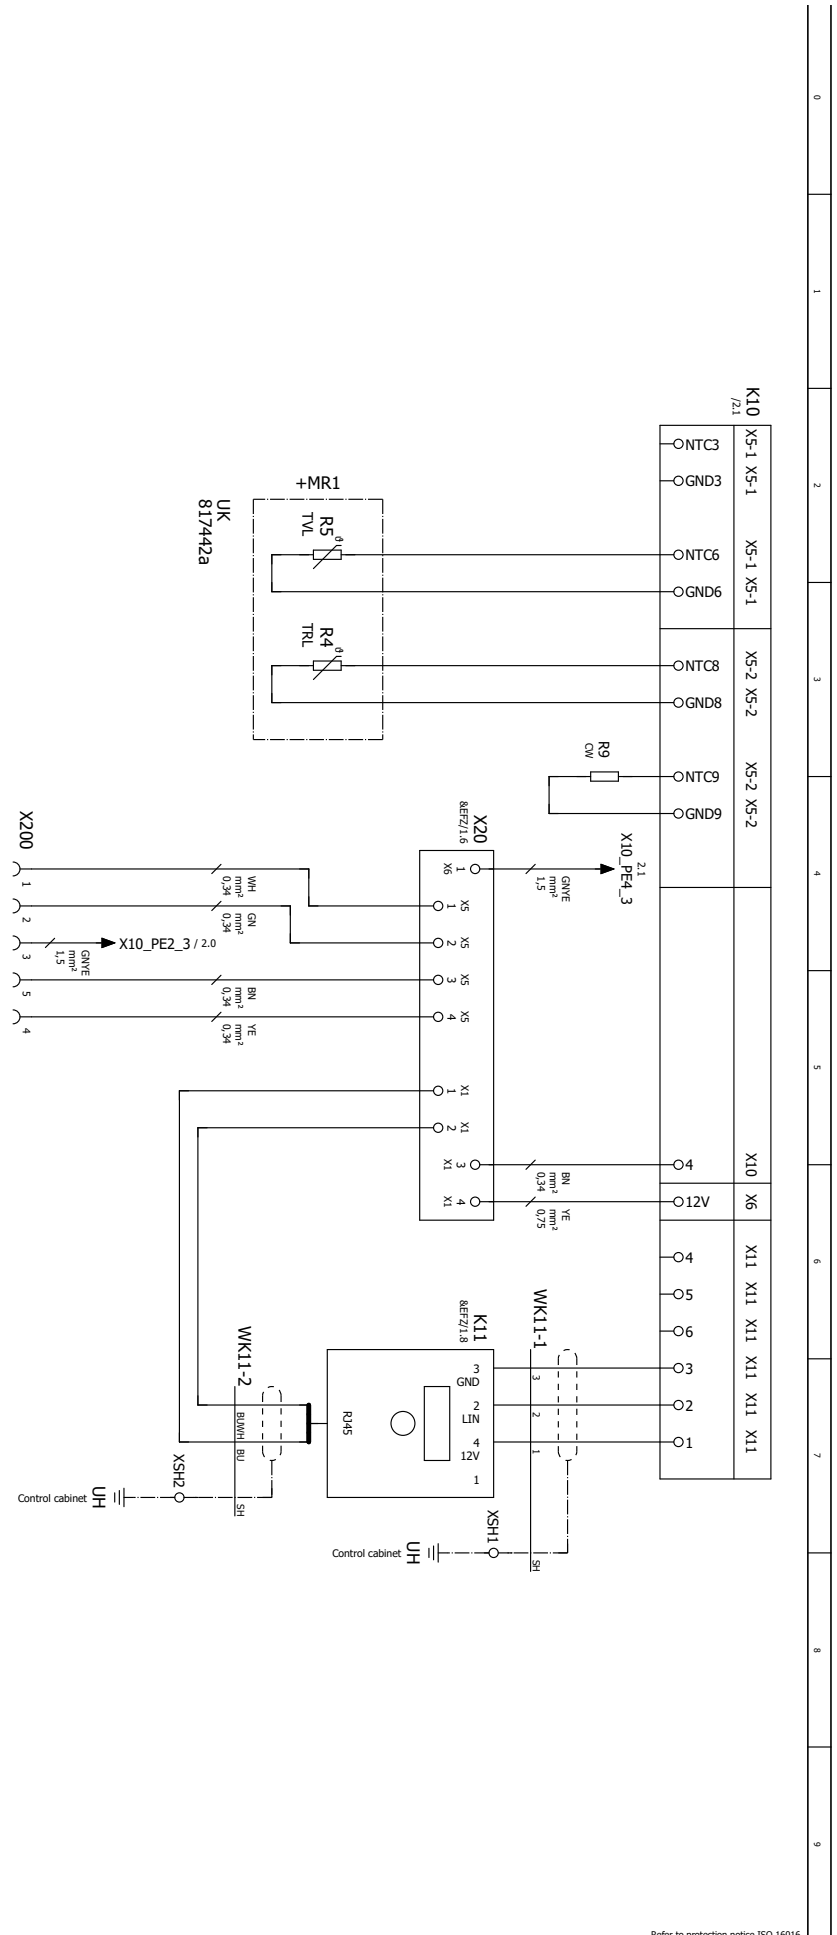 0
1
2
3
4
5
6
7
8
9
K10
/2.1
X5-1 X5-1
X5-1 X5-1
X5-2 X5-2
X5-2 X5-2
X10
X6
X11
X11
X11
X11
X11
X11
NTC3
GND3
NTC6
GND6
NTC8
GND8
NTC9
GND9
4
12V
4
5
6
3
2
1
+MR1
R5
TVL
ϑ
R4
TRL
ϑ
UK
817442a
R9
CW
2.1
X10_PE4_3
GNYE
mm²
1,5
X20
&EFZ/1.6
X6 1
1 X5
2 X5
3 X5
4 X5
1 X1
2 X1
X1 3
X1 4
X200
1
2
3
5
4
WH
mm²
0,34
GN
mm²
0,34
GNYE
mm²
1,5
X10_PE2_3 / 2.0
BN
mm²
0,34
YE
mm²
0,34
BN
mm²
0,34
YE
mm²
0,75
WK11-1
3
2
1
SH
K11
&EFZ/1.8
3
GND
2
LIN
4
12V
1
RJ45
WK11-2
BUWH
BU
SH
XSH2
UH
Control cabinet
XSH1
UH
Control cabinet
Refer to protection notice ISO 16016